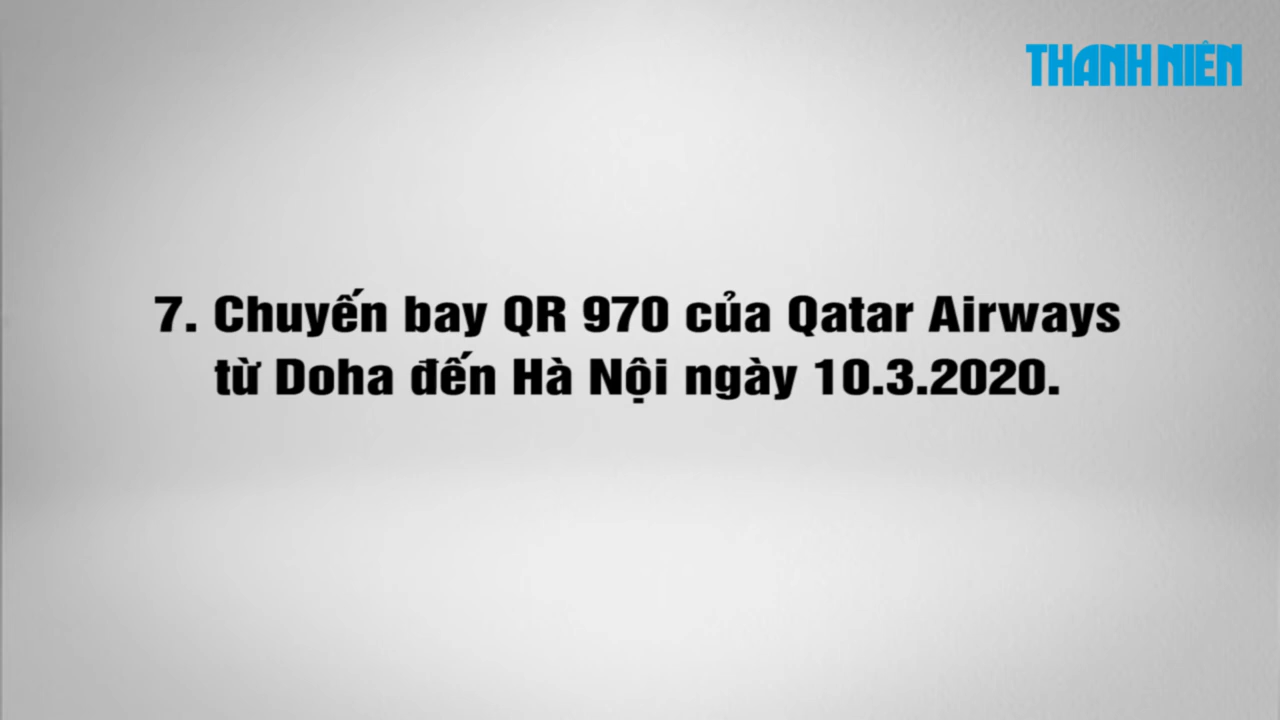 THANH NIÊN
7. Chuyến bay QR 970 của Qatar Airways
từ Doha đến Hà Nội ngày 10.3.2020.